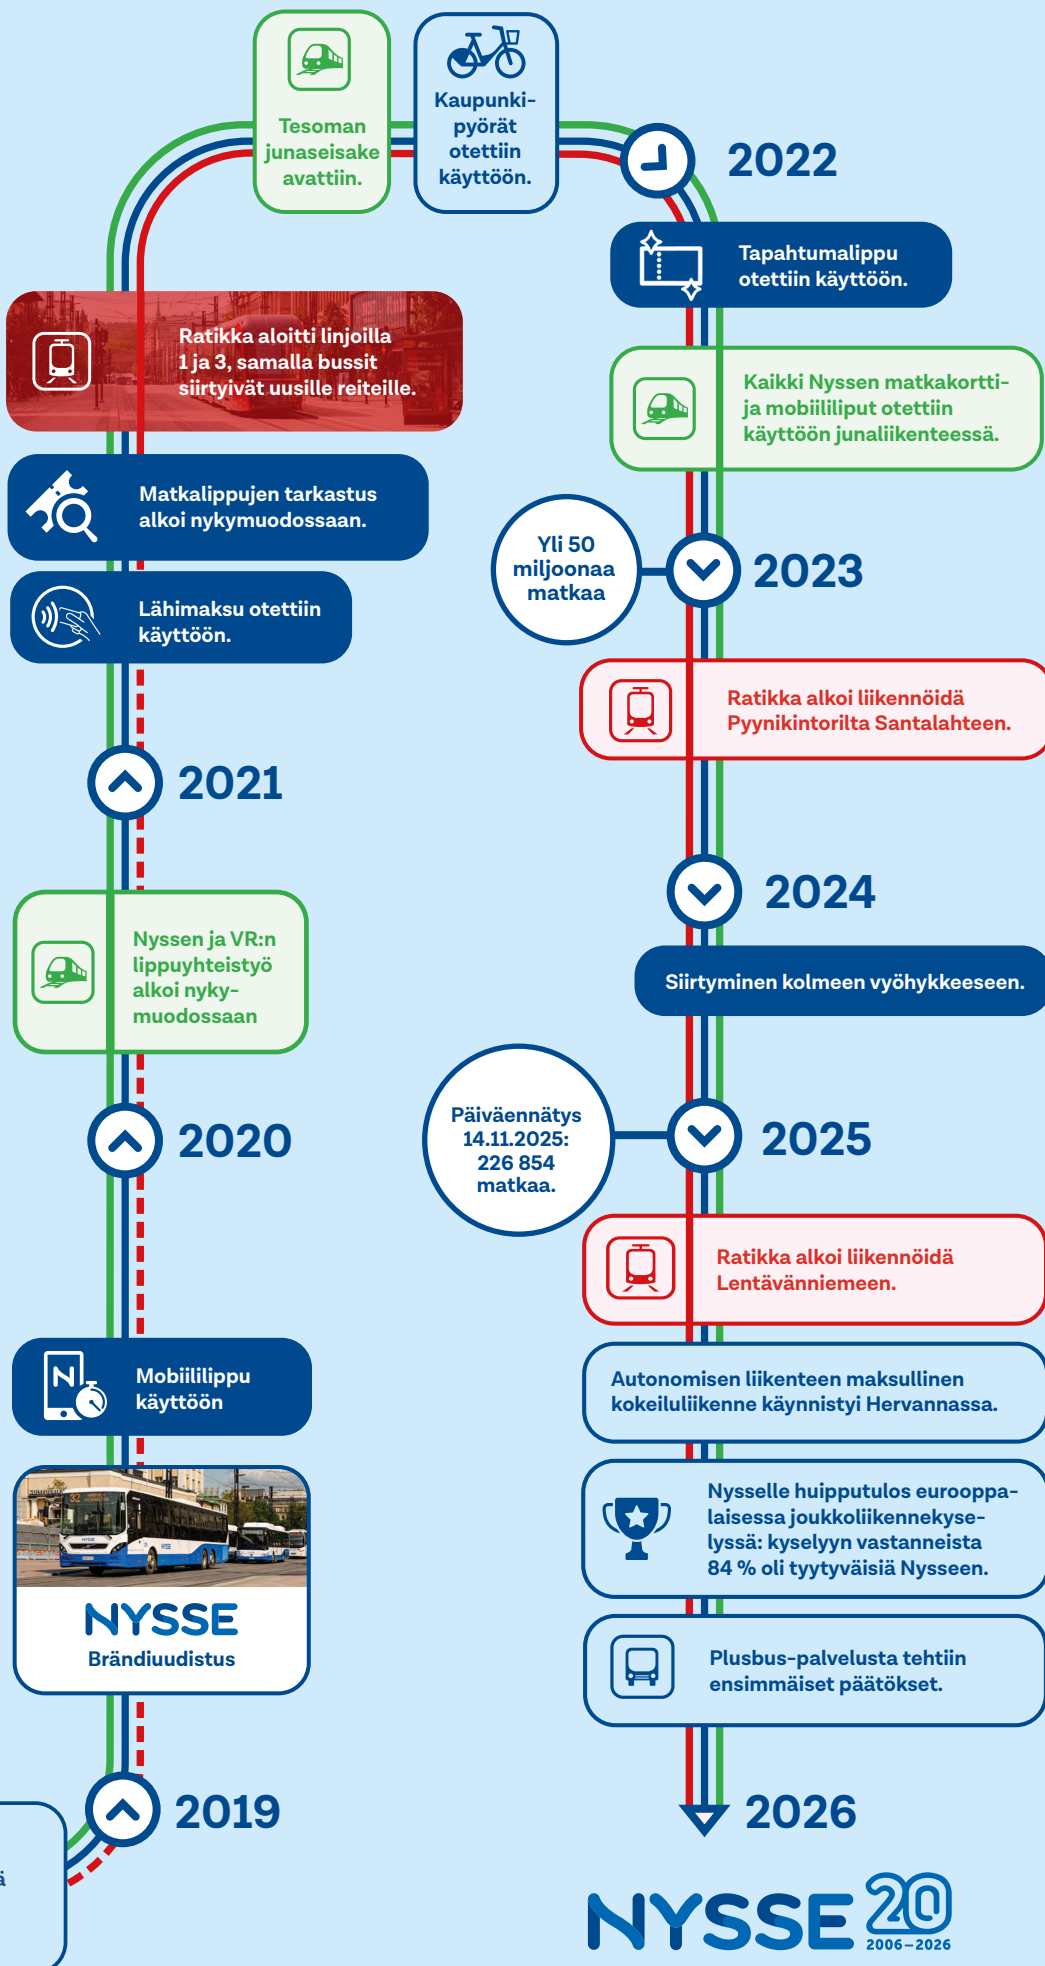 Tesoman
junaseisake
avattiin.
Kaupunki-
pyörät
otettiin
käyttöön.
2022
Tapahtumalippu
otettiin käyttöön.
Ratikka aloitti linjoilla
1 ja 3, samalla bussit
siirtyivät uusille reiteille.
Kaikki Nyssen matkakortti-
ja mobiililiput otettiin
käyttöön junaliikenteessä.
Matkalippujen tarkastus
alkoi nykymuodossaan.
Yli 50
miljoonaa
matkaa
2023
Lähimaksu otettiin
käyttöön.
Ratikka alkoi liikennöidä
Pyynikintorilta Santalahteen.
2021
2024
Nyssen ja VR:n
lippuyhteistyö
alkoi nyky-
muodossaan
Siirtyminen kolmeen vyöhykkeeseen.
Päiväennätys
14.11.2025:
226 854
matkaa.
2025
2020
Ratikka alkoi liikennöidä
Lentävänniemeen.
Mobiililippu
käyttöön
Autonomisen liikenteen maksullinen
kokeiluliikenne käynnistyi Hervannassa.
32
Nysselle huipputulos eurooppa-
laisessa joukkoliikennekyse-
lyssä: kyselyyn vastanneista
84 % oli tyytyväisiä Nysseen.
NYSSE
Brändiuudistus
Plusbus-palvelusta tehtiin
ensimmäiset päätökset.
2019
2026
ä
NYSSE 20
2006–2026